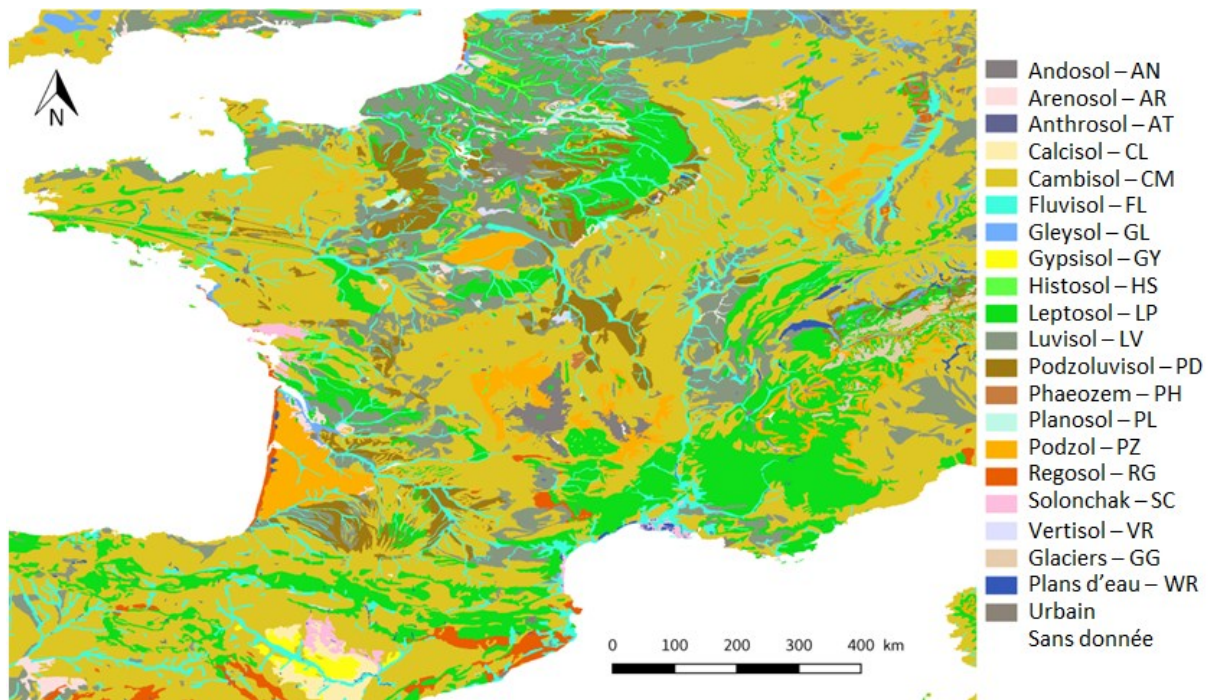 N
Andosol – AN
Arenosol – AR
Anthrosol – AT
Calcisol – CL
Cambisol – CM
Fluvisol – FL
Gleysol – GL
Gypsisol – GY
Histosol – HS
Leptosol – LP
Luvisol – LV
Podzoluvisol – PD
Phaeozem – PH
Planosol – PL
Podzol – PZ
Regosol – RG
Solonchak – SC
Vertisol – VR
Glaciers – GG
Plans d'eau – WR
Urbain
Sans donnée
0 100 200 300 400 km